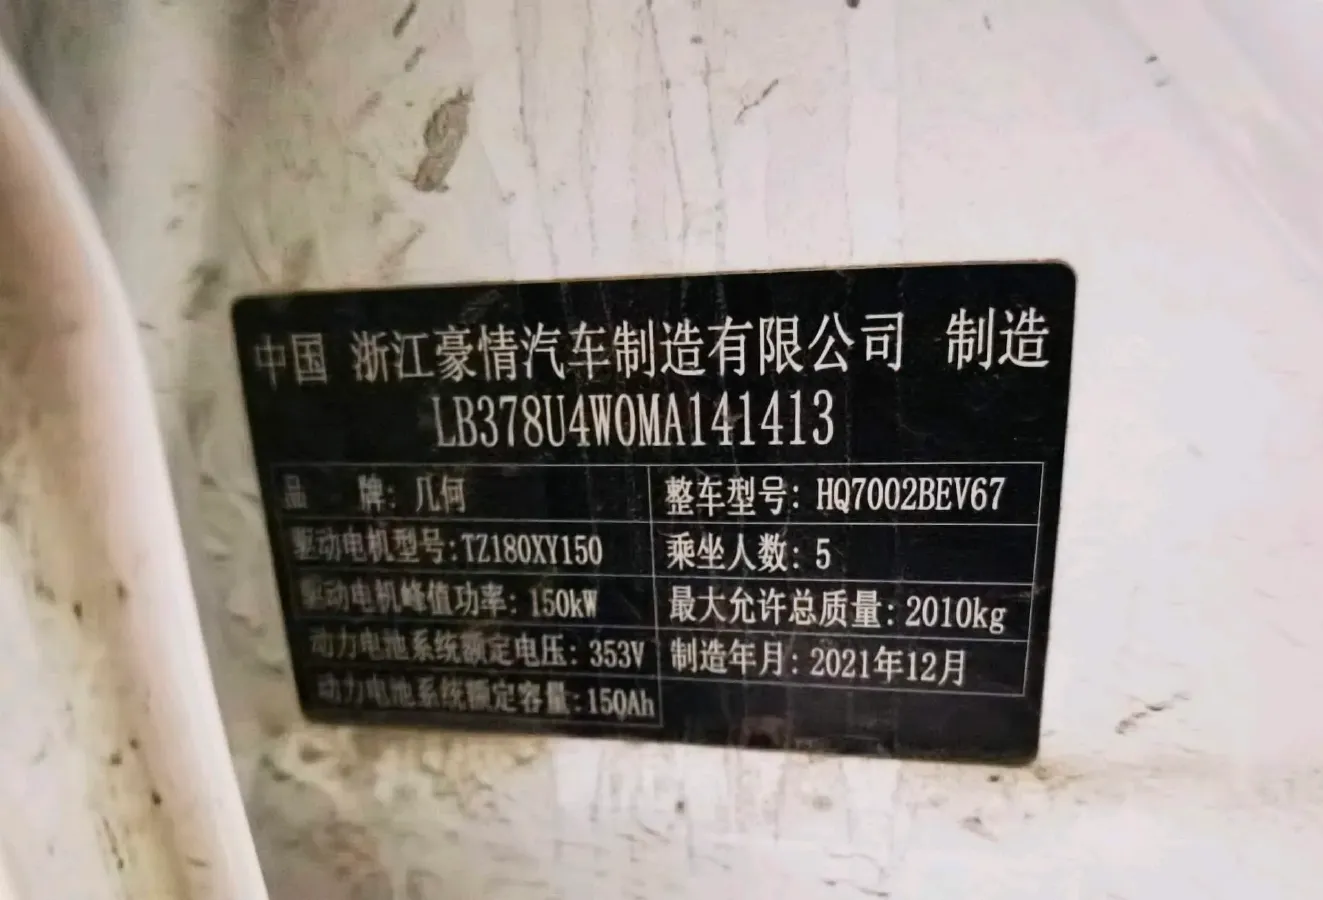 中国 浙江豪情汽车制造有限公司 制造
LB378U4W0MA141413
品 牌: 几何 整车型号: HQ7002BEV67
驱动电机型号:TZ180XY150 乘坐人数: 5
驱动电机峰值功率: 150kW 最大允许总质量: 2010kg
动力电池系统额定电压: 353V 制造年月: 2021年12月
动力电池系统额定容量:150Ah